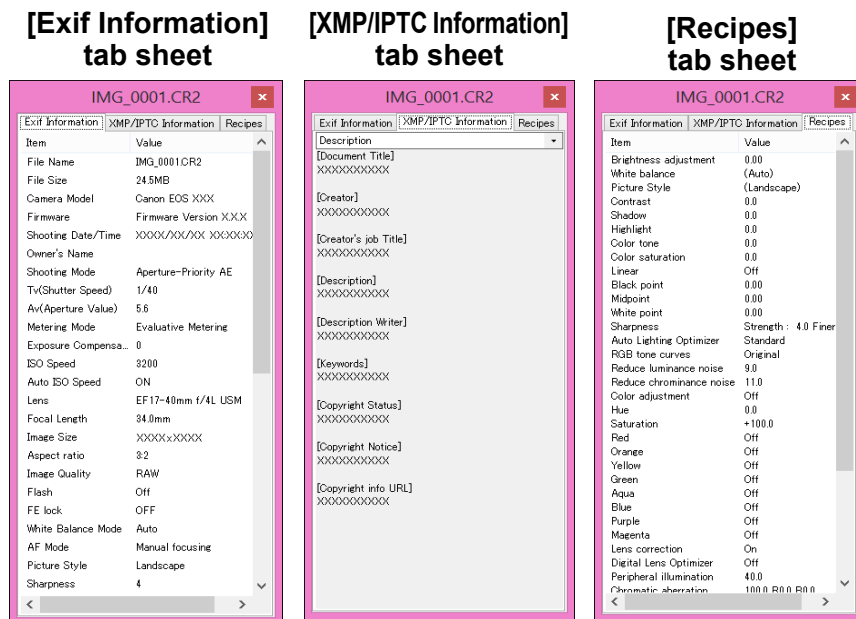 [Exif Information]
tab sheet
IMG_0001.CR2
Exif Information XMP/IPTC Information Recipes
Item Value
File Name IMG_0001.CR2
File Size 24.5MB
Camera Model Canon EOS XXX
Firmware Firmware Version X.X.X
Shooting Date/Time XXXX/XX/XX XX:XX:XX
Owner's Name
Shooting Mode Aperture-Priority AE
Tv(Shutter Speed) 1/40
Av(Aperture Value) 5.6
Metering Mode Evaluative Metering
Exposure Compensa... 0
ISO Speed 3200
Auto ISO Speed ON
Lens EF17-40mm f/4L USM
Focal Length 34.0mm
Image Size XXXXxXXXX
Aspect ratio 3:2
Image Quality RAW
Flash Off
FE lock OFF
White Balance Mode Auto
AF Mode Manual focusing
Picture Style Landscape
Sharpness 4
[XMP/IPTC Information]
tab sheet
IMG_0001.CR2
Exif Information XMP/IPTC Information Recipes
Description
[Document Title]
XXXXXXXXXX
[Creator]
XXXXXXXXXX
[Creator's job Title]
XXXXXXXXXX
[Description]
XXXXXXXXXX
[Description Writer]
XXXXXXXXXX
[Keywords]
XXXXXXXXXX
[Copyright Status]
XXXXXXXXXX
[Copyright Notice]
XXXXXXXXXX
[Copyright info URL]
XXXXXXXXXX
[Recipes]
tab sheet
IMG_0001.CR2
Exif Information XMP/IPTC Information Recipes
Item Value
Brightness adjustment 0.00
White balance (Auto)
Picture Style (Landscape)
Contrast 0.0
Shadow 0.0
Highlight 0.0
Color tone 0.0
Color saturation 0.0
Linear Off
Black point 0.00
Midpoint 0.00
White point 0.00
Sharpness Strength : 4.0 Finer
Auto Lighting Optimizer Standard
RGB tone curves Original
Reduce luminance noise 9.0
Reduce chrominance noise 11.0
Color adjustment Off
Hue 0.0
Saturation +100.0
Red Off
Orange Off
Yellow Off
Green Off
Aqua Off
Blue Off
Purple Off
Magenta Off
Lens correction On
Digital Lens Optimizer Off
Peripheral illumination 40.0
Chromatic aberration 100.0 R0.0 B0.0